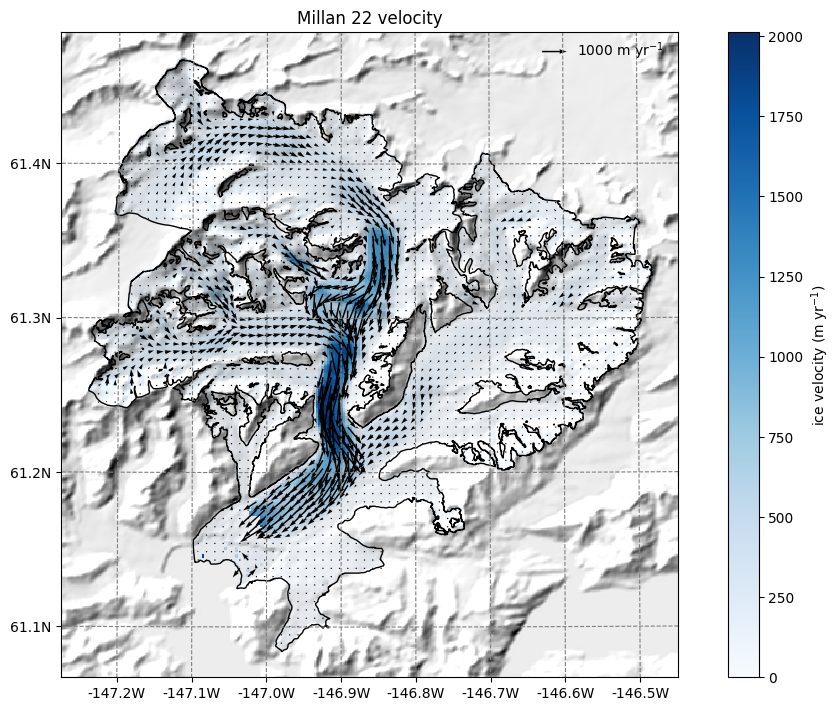 Millan 22 velocity
1000 m yr⁻¹
61.4N
61.3N
61.2N
61.1N
-147.2W -147.1W -147.0W -146.9W -146.8W -146.7W -146.6W -146.5W
2000
1750
1500
1250
1000
750
500
250
0
ice velocity (m yr⁻¹)